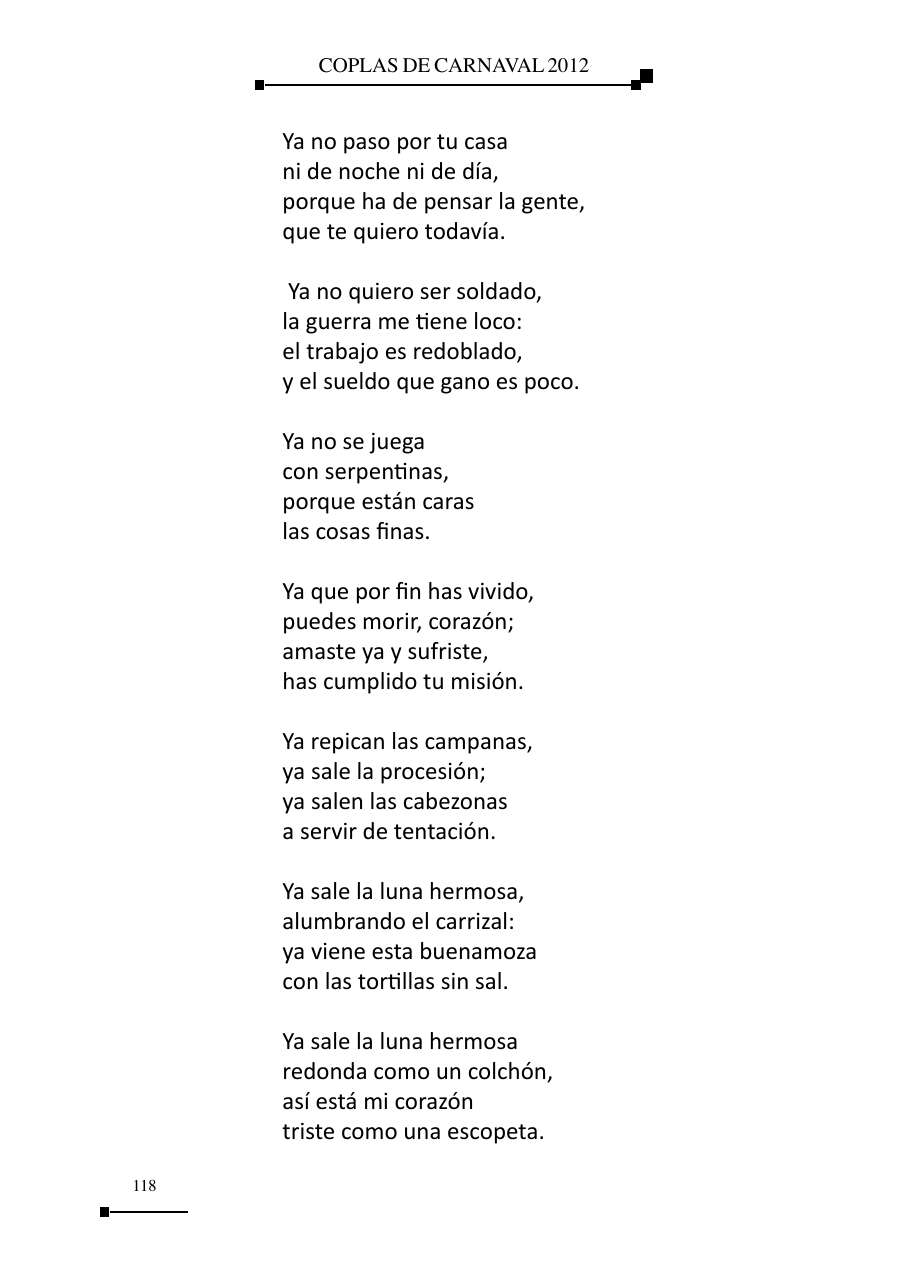 COPLAS DE CARNAVAL 2012
Ya no paso por tu casa
ni de noche ni de día,
porque ha de pensar la gente,
que te quiero todavía.
Ya no quiero ser soldado,
la guerra me tiene loco:
el trabajo es redoblado,
y el sueldo que gano es poco.
Ya no se juega
con serpentinas,
porque están caras
las cosas finas.
Ya que por fin has vivido,
puedes morir, corazón;
amaste ya y sufriste,
has cumplido tu misión.
Ya repican las campanas,
ya sale la procesión;
ya salen las cabezonas
a servir de tentación.
Ya sale la luna hermosa,
alumbrando el carrizal:
ya viene esta buenamoza
con las tortillas sin sal.
Ya sale la luna hermosa
redonda como un colchón,
así está mi corazón
triste como una escopeta.
118